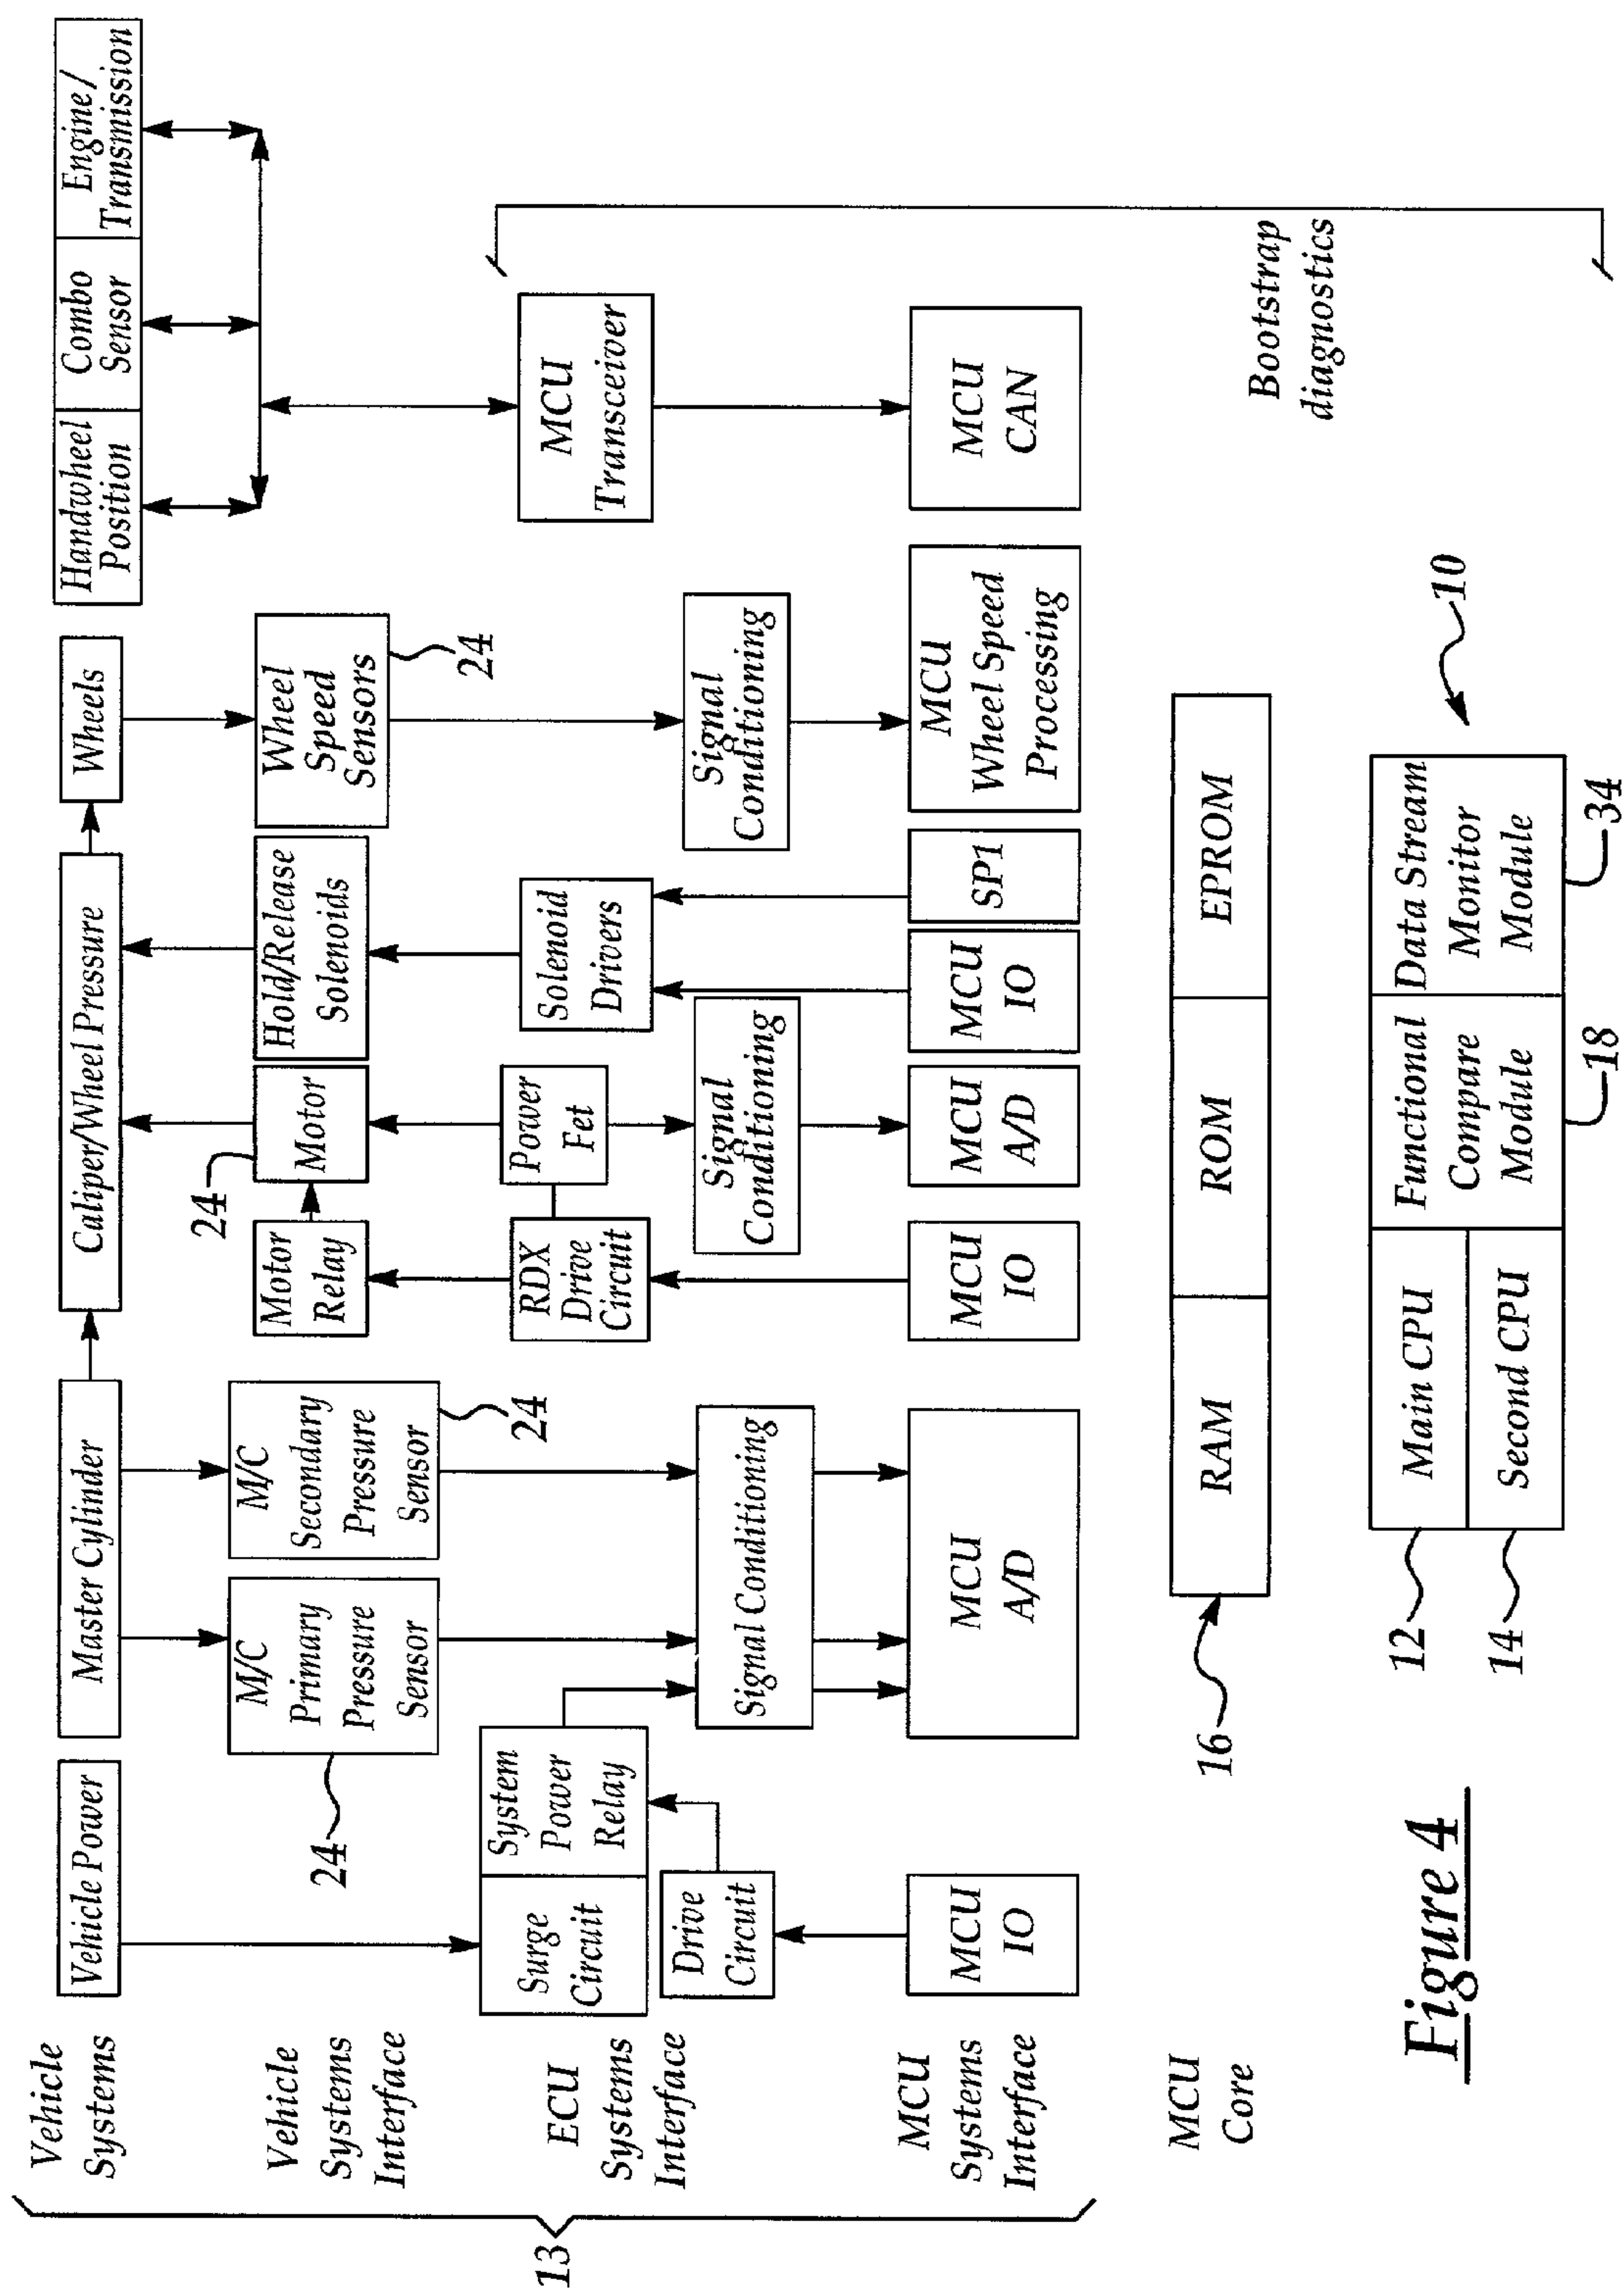 Vehicle
Systems
Vehicle Power
Master Cylinder
Caliper/Wheel Pressure
Wheels
Handwheel
Position
Combo
Sensor
Engine/
Transmission
Vehicle
Systems
Interface
24
M/C
Primary
Pressure
Sensor
M/C
Secondary
Pressure
Sensor
24
Motor
Relay
24
Motor
Hold/Release
Solenoids
Wheel
Speed
Sensors
24
13
ECU
Systems
Interface
Surge
Circuit
System
Power
Relay
Drive
Circuit
Signal Conditioning
RDX
Drive
Circuit
Power
Fet
Signal
Conditioning
Solenoid
Drivers
Signal
Conditioning
MCU
Transceiver
MCU
Systems
Interface
MCU
IO
MCU
A/D
MCU
IO
MCU
A/D
MCU
IO
SP1
MCU
Wheel Speed
Processing
MCU
CAN
MCU
Core
16
RAM
ROM
EPROM
Bootstrap
diagnostics
12
Main CPU
14
Second CPU
Functional
Compare
Module
18
Data Stream
Monitor
Module
34
10
Figure 4